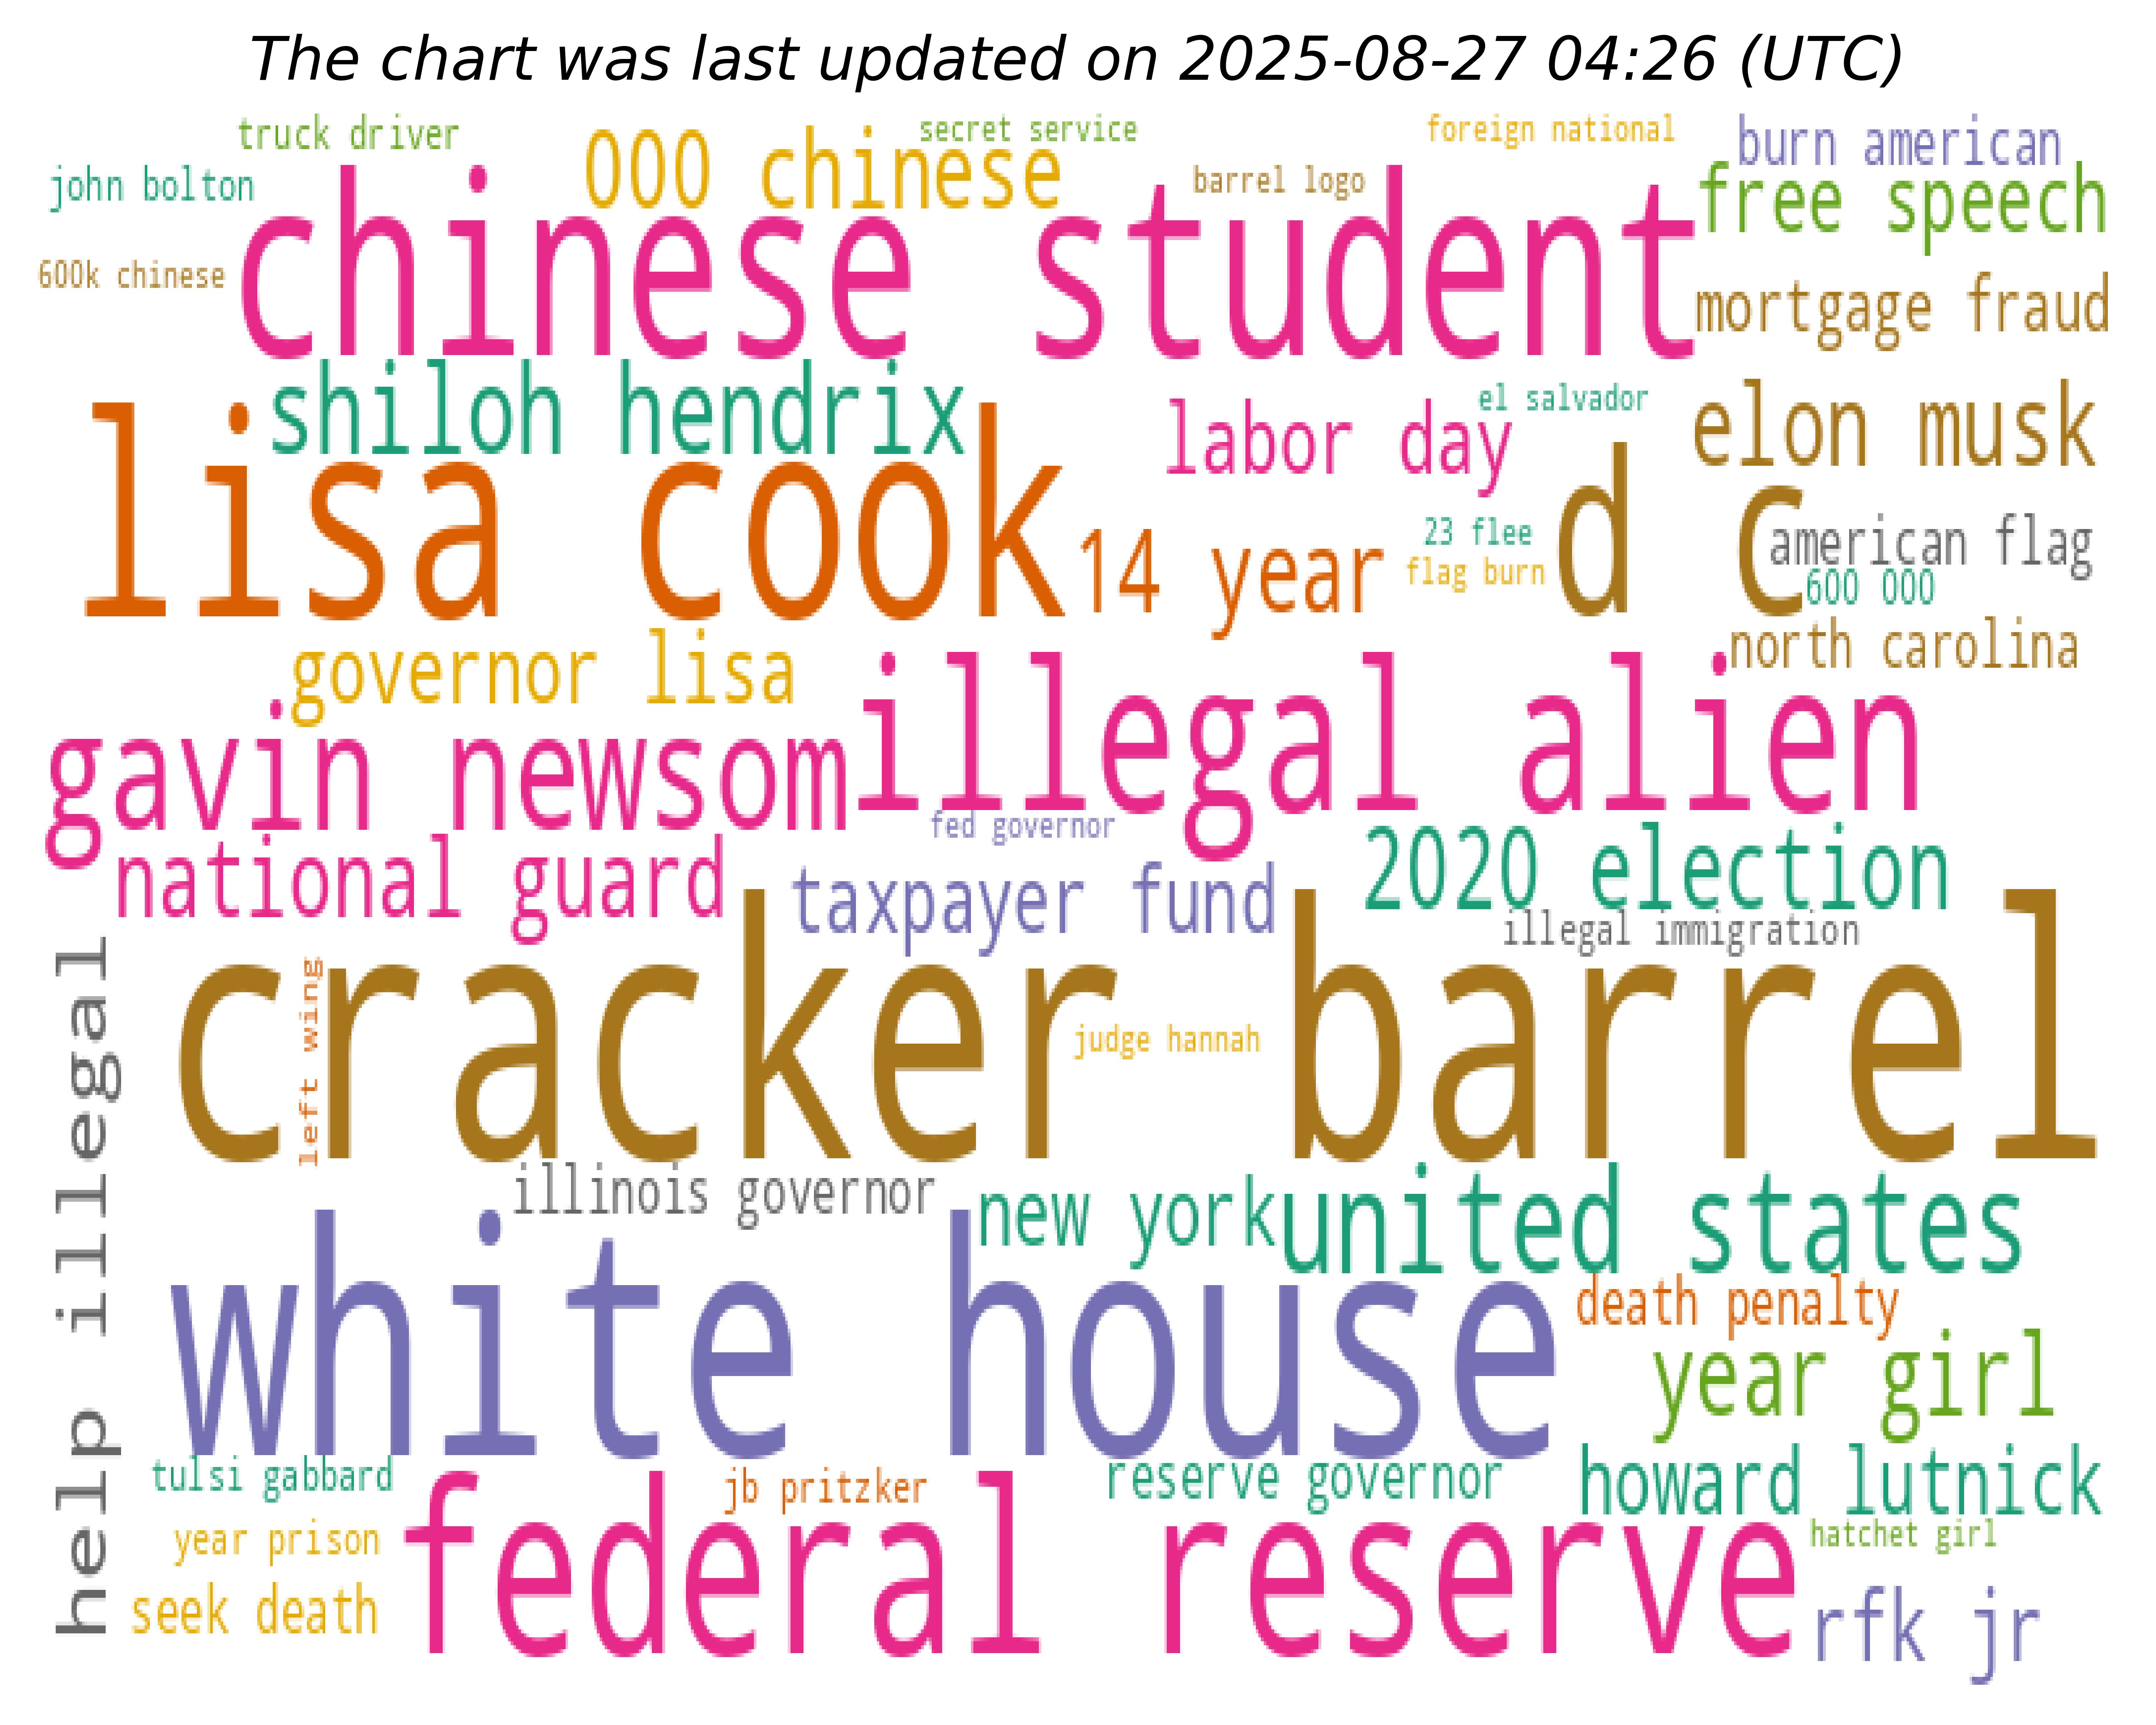 The chart was last updated on 2025-08-27 04:26 (UTC)
truck driver
000 chinese
secret service
foreign national
burn american
john bolton
barrel logo
free speech
chinese student
600k chinese
mortgage fraud
shiloh hendrix
labor day
el salvador
elon musk
lisa cook
14 year
23 flee
flag burn
d c
american flag
600 000
north carolina
governor lisa
illegal alien
gavin newsom
fed governor
national guard
taxpayer fund
2020 election
illegal immigration
help illegal
left wing
cracker barrel
judge hannah
illinois governor
new york
united states
white house
death penalty
year girl
tulsi gabbard
jb pritzker
reserve governor
howard lutnick
year prison
federal reserve
hatchet girl
seek death
rfk jr